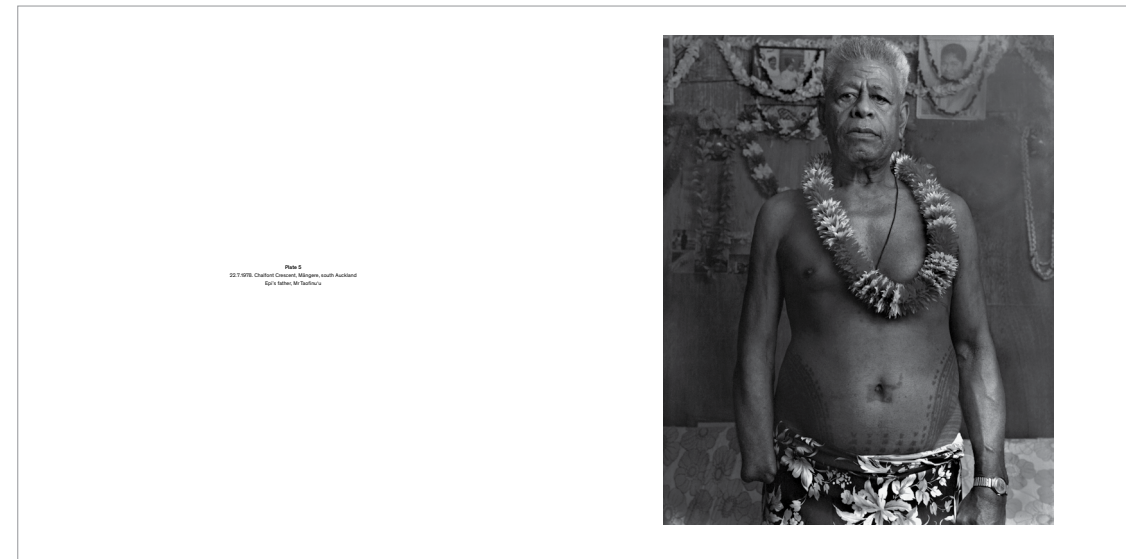 Plate 5
22.7.1978. Chalfont Crescent, Māngere, south Auckland
Epi's father, Mr Taofinu'u